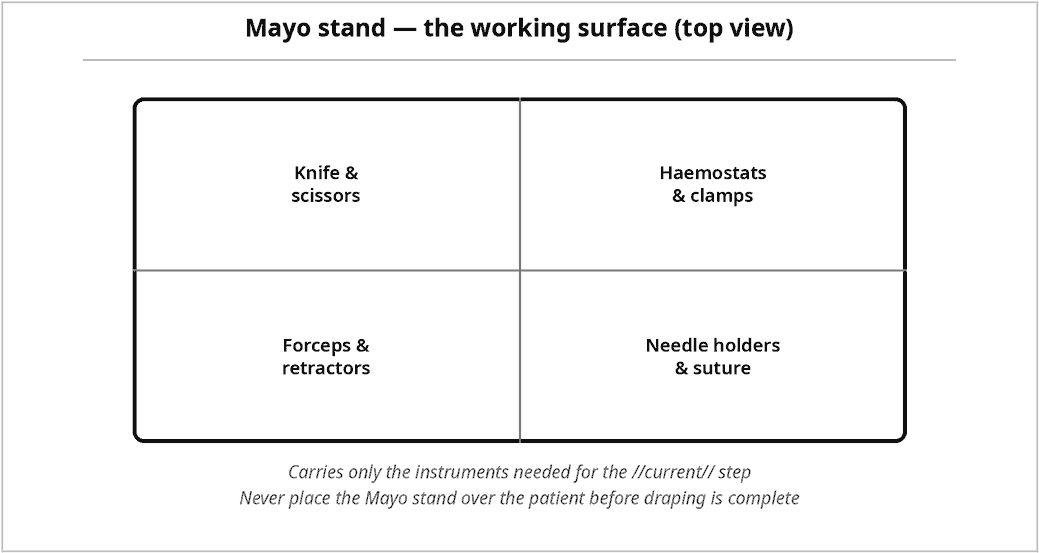 Mayo stand — the working surface (top view)
Knife &
scissors
Haemostats
& clamps
Forceps &
retractors
Needle holders
& suture
Carries only the instruments needed for the //current// step
Never place the Mayo stand over the patient before draping is complete